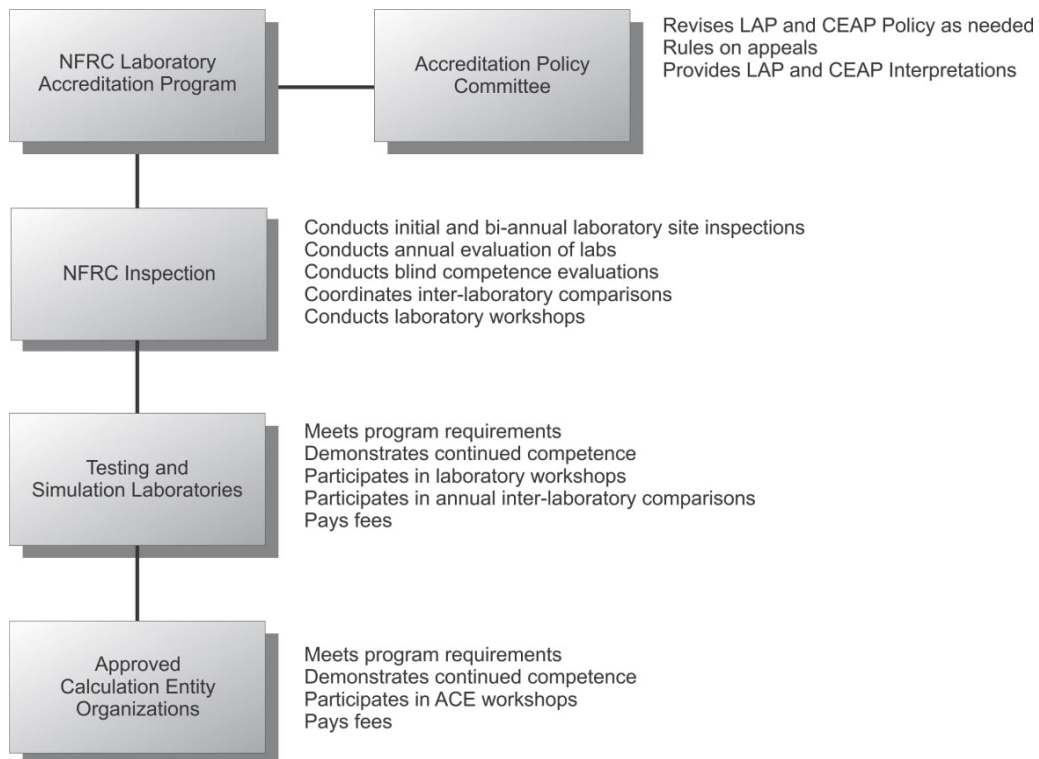 NFRC Laboratory
Accreditation Program
Accreditation Policy
Committee
Revises LAP and CEAP Policy as needed
Rules on appeals
Provides LAP and CEAP Interpretations
NFRC Inspection
Conducts initial and bi-annual laboratory site inspections
Conducts annual evaluation of labs
Conducts blind competence evaluations
Coordinates inter-laboratory comparisons
Conducts laboratory workshops
Testing and
Simulation Laboratories
Meets program requirements
Demonstrates continued competence
Participates in laboratory workshops
Participates in annual inter-laboratory comparisons
Pays fees
Approved
Calculation Entity
Organizations
Meets program requirements
Demonstrates continued competence
Participates in ACE workshops
Pays fees